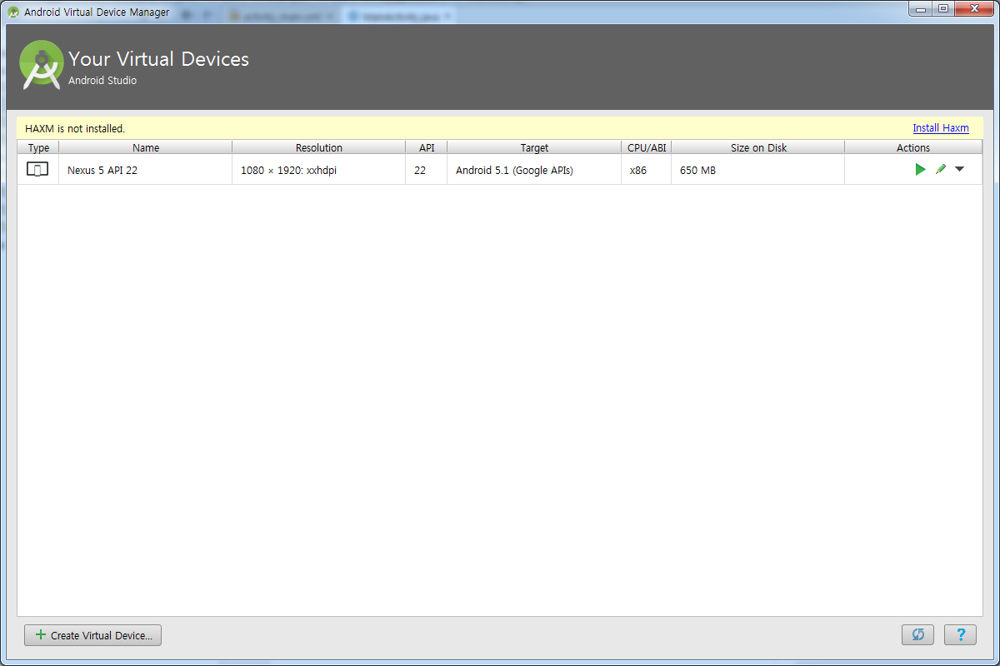 Android Virtual Device Manager
Your Virtual Devices
Android Studio
HAXM is not installed. Install Haxm
Type Name Resolution API Target CPU/ABI Size on Disk Actions
Nexus 5 API 22 1080 × 1920: xxhdpi 22 Android 5.1 (Google APIs) x86 650 MB
Create Virtual Device...
?